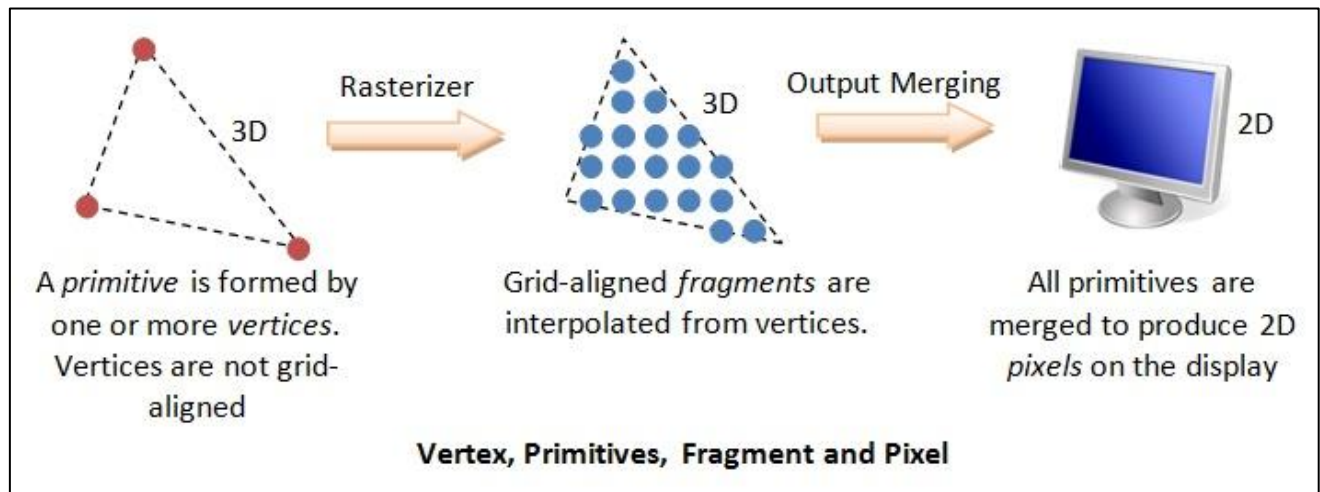 Rasterizer
Output Merging
3D
3D
2D
A primitive is formed by
one or more vertices.
Vertices are not grid-
aligned
Grid-aligned fragments are
interpolated from vertices.
All primitives are
merged to produce 2D
pixels on the display
Vertex, Primitives, Fragment and Pixel